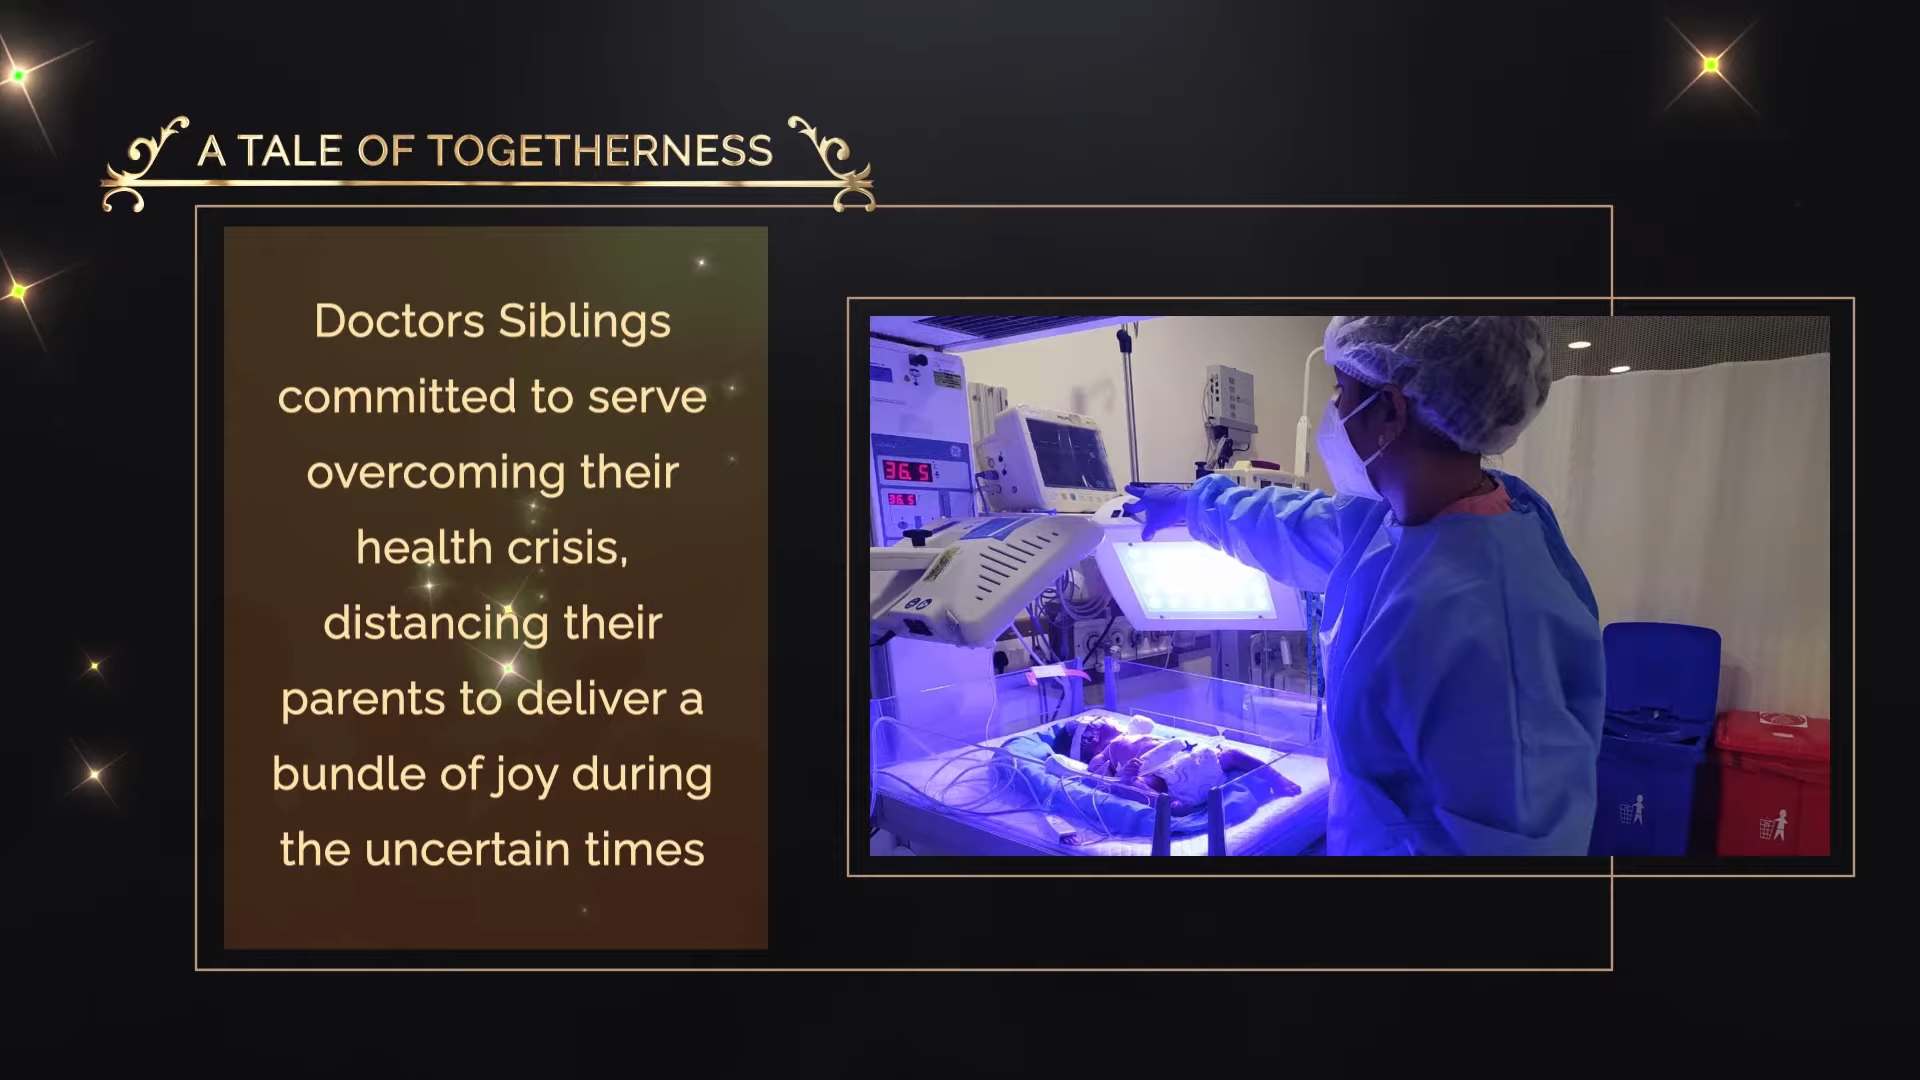 A TALE OF TOGETHERNESS
Doctors Siblings
committed to serve
overcoming their
health crisis,
distancing their
parents to deliver a
bundle of joy during
the uncertain times
36.5
36.5